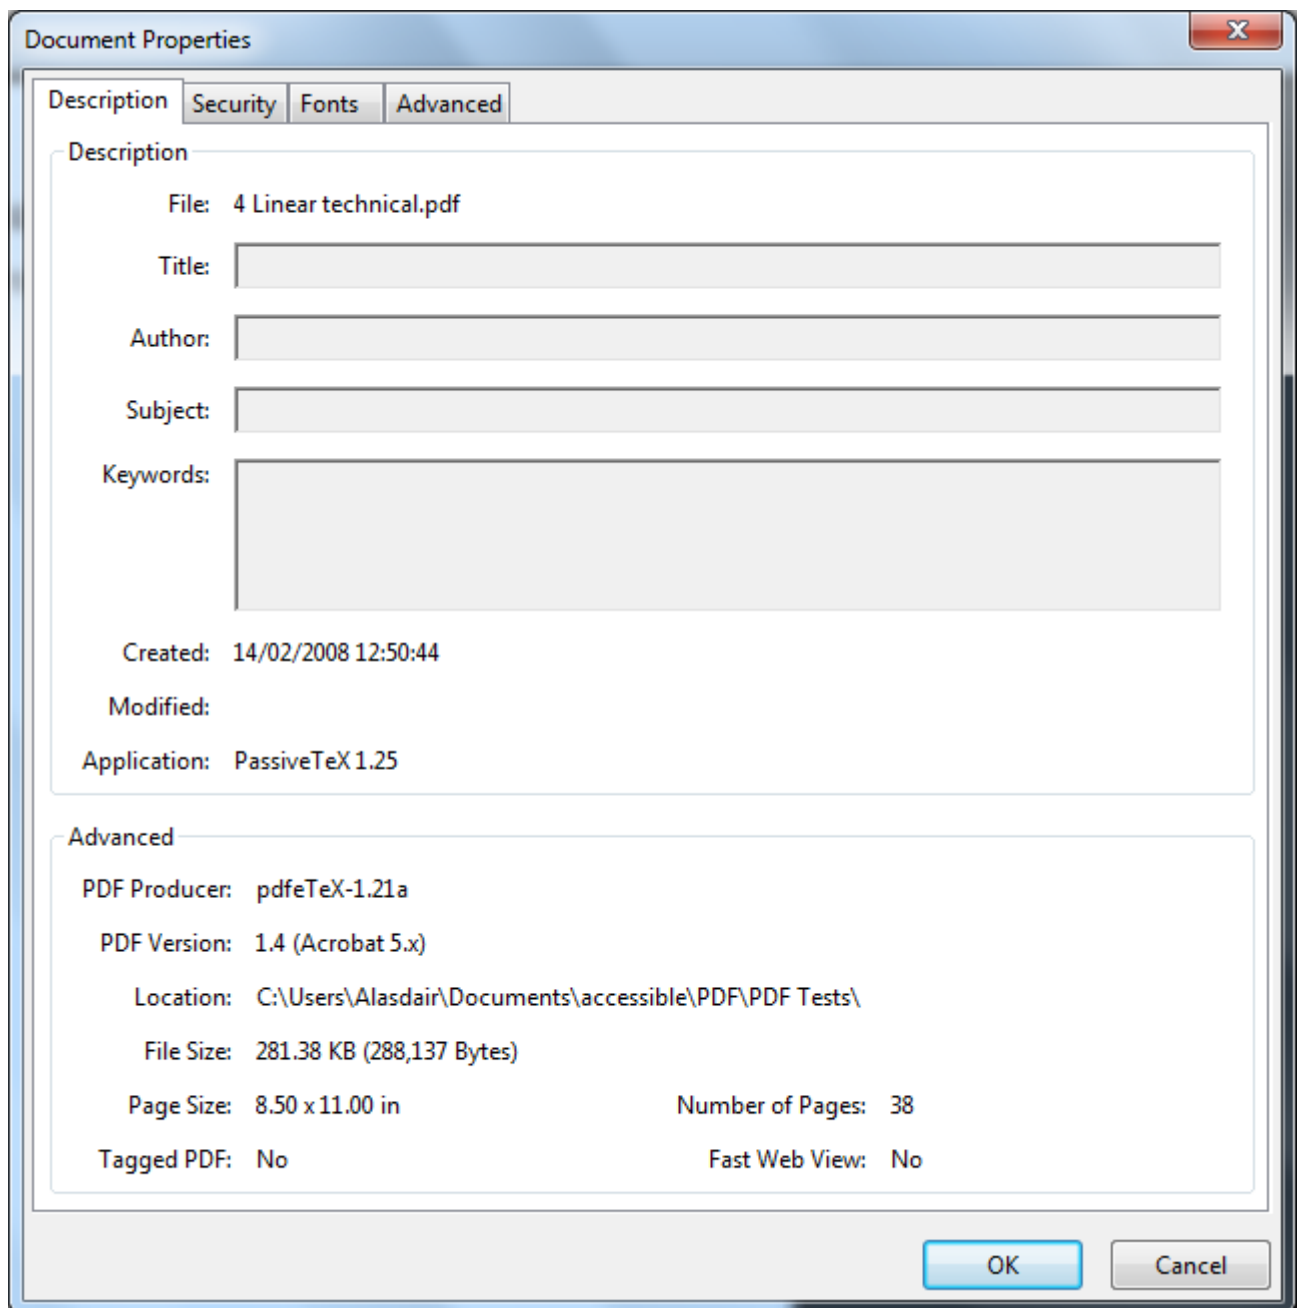 Document Properties
Description Security Fonts Advanced
Description
File: 4 Linear technical.pdf
Title:
Author:
Subject:
Keywords:
Created: 14/02/2008 12:50:44
Modified:
Application: PassiveTeX 1.25
Advanced
PDF Producer: pdfeTeX-1.21a
PDF Version: 1.4 (Acrobat 5.x)
Location: C:\Users\Alasdair\Documents\accessible\PDF\PDF Tests\
File Size: 281.38 KB (288,137 Bytes)
Page Size: 8.50 x 11.00 in Number of Pages: 38
Tagged PDF: No Fast Web View: No
OK Cancel